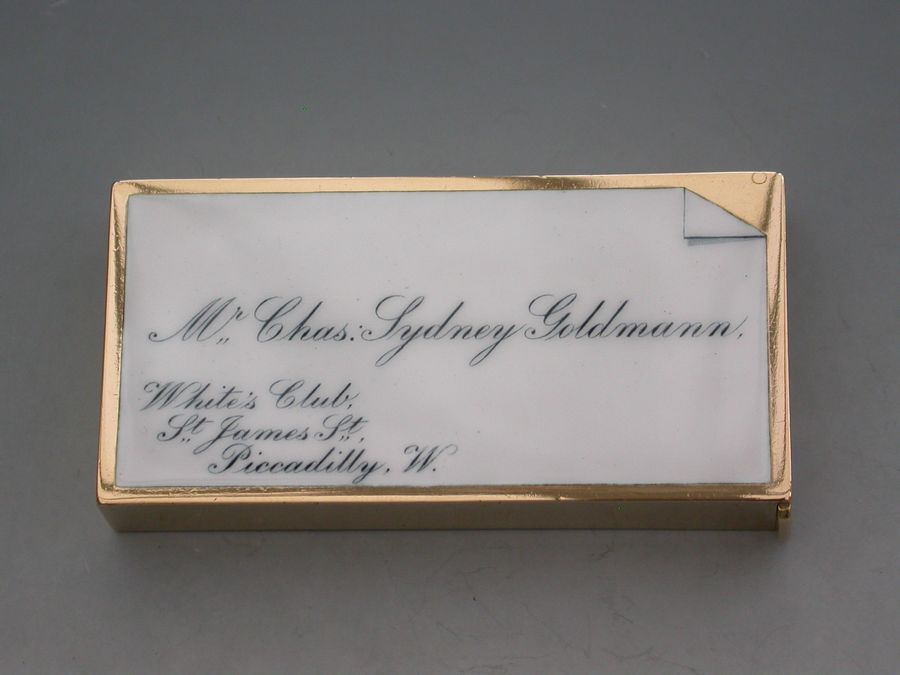 Mr,, Chas: Sydney Goldmann,
White's Club,
St,, James St,,,
Piccadilly, W.